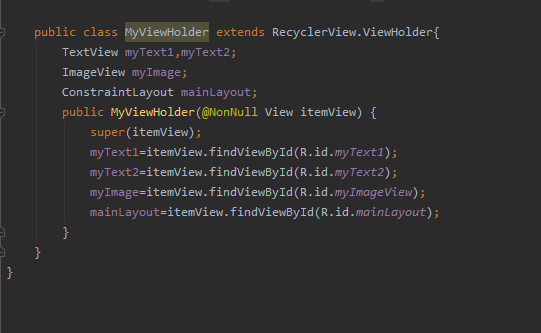 public class MyViewHolder extends RecyclerView.ViewHolder{
TextView myText1,myText2;
ImageView myImage;
ConstraintLayout mainLayout;
public MyViewHolder(@NonNull View itemView) {
super(itemView);
myText1=itemView.findViewById(R.id.myText1);
myText2=itemView.findViewById(R.id.myText2);
myImage=itemView.findViewById(R.id.myImageView);
mainLayout=itemView.findViewById(R.id.mainLayout);
}
}
}